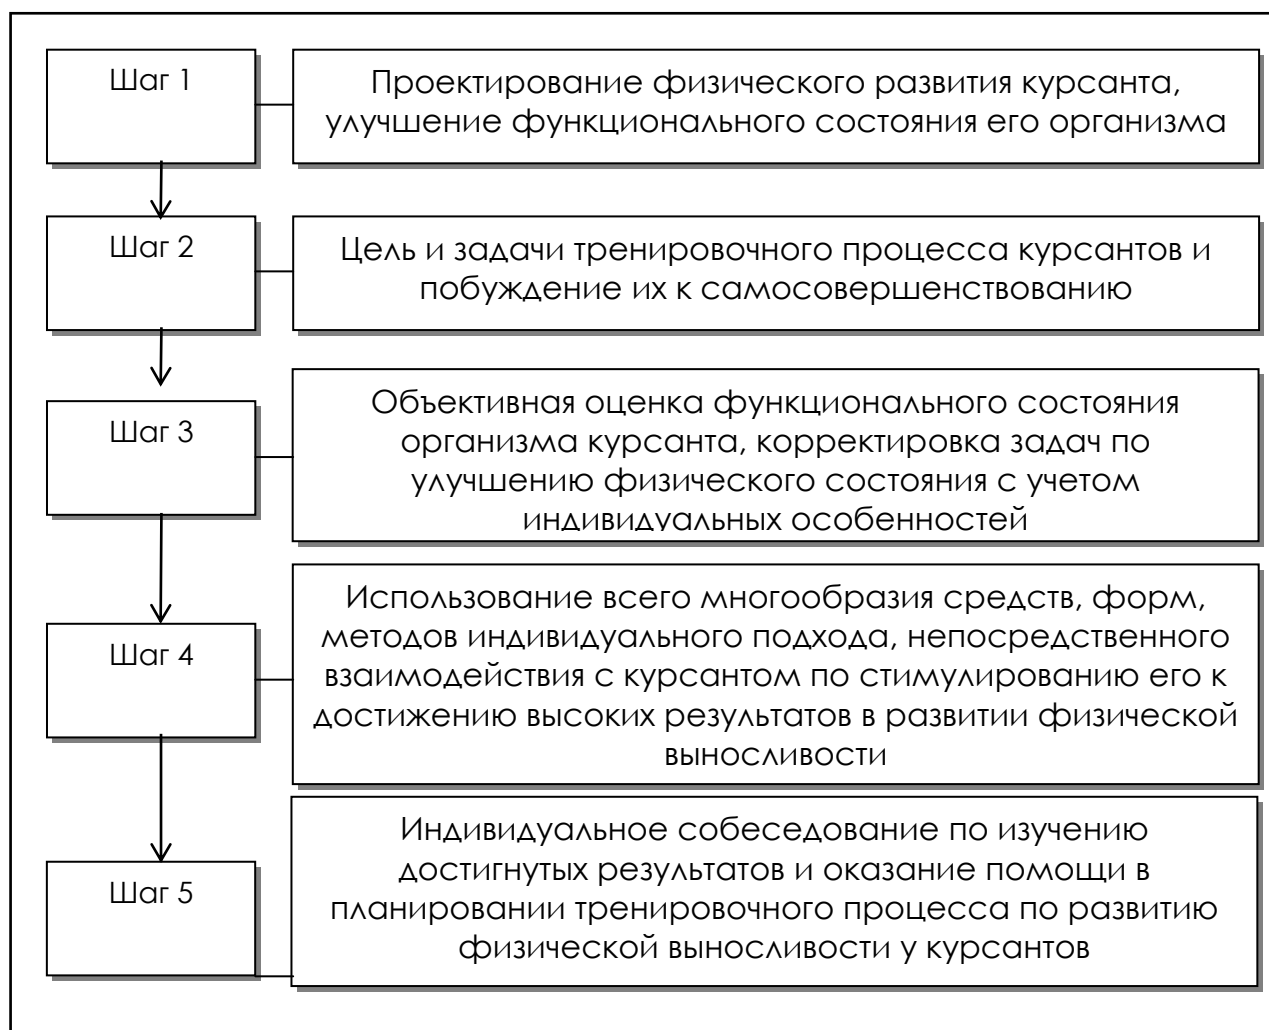 Шаг 1
Проектирование физического развития курсанта,
улучшение функционального состояния его организма
Шаг 2
Цель и задачи тренировочного процесса курсантов и
побуждение их к самосовершенствованию
Шаг 3
Объективная оценка функционального состояния
организма курсанта, корректировка задач по
улучшению физического состояния с учетом
индивидуальных особенностей
Шаг 4
Использование всего многообразия средств, форм,
методов индивидуального подхода, непосредственного
взаимодействия с курсантом по стимулированию его к
достижению высоких результатов в развитии физической
выносливости
Шаг 5
Индивидуальное собеседование по изучению
достигнутых результатов и оказание помощи в
планировании тренировочного процесса по развитию
физической выносливости у курсантов